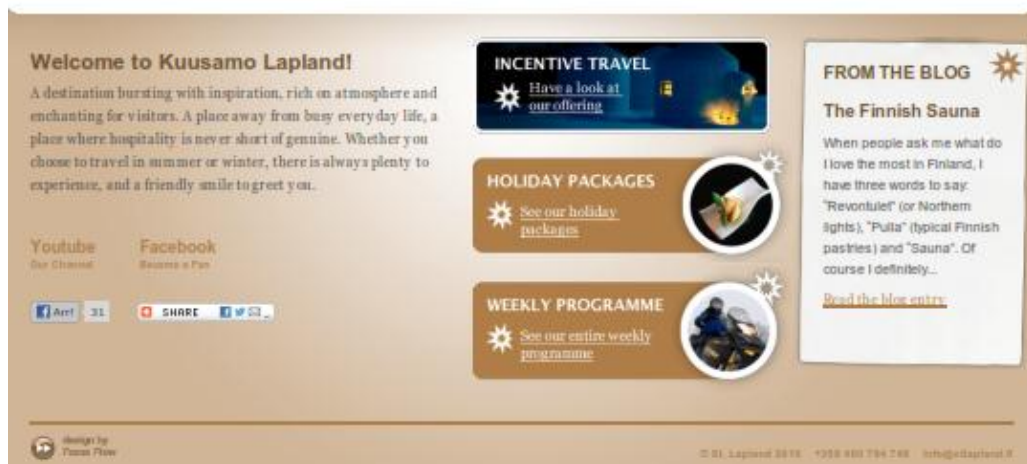 Welcome to Kuusamo Lapland!
A destination bursting with inspiration, rich on atmosphere and
enchanting for visitors. A place away from busy everyday life, a
place where hospitality is never short of genuine. Whether you
choose to travel in summer or winter, there is always plenty to
experience, and a friendly smile to greet you.
Youtube
Our Channel
Facebook
Become a Fan
31
SHARE
INCENTIVE TRAVEL
Have a look at
our offering
HOLIDAY PACKAGES
See our holiday
packages
WEEKLY PROGRAMME
See our entire weekly
programme
FROM THE BLOG
The Finnish Sauna
When people ask me what do
I love the most in Finland, I
have three words to say:
"Revontulet" (or Northern
lights), "Pulla" (typical Finnish
pastries) and "Sauna". Of
course I definitely...
Read the blog entry
design by